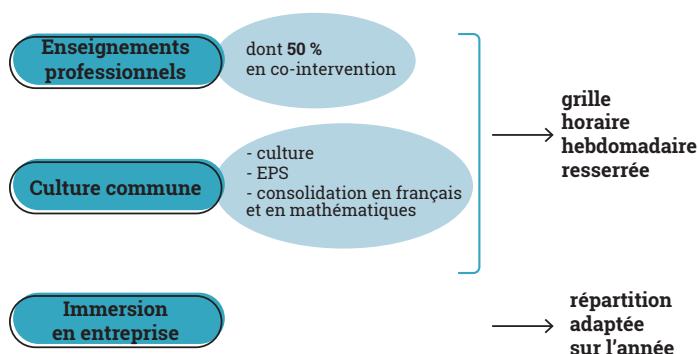 Enseignements
professionnels
dont 50 %
en co-intervention
Culture commune
- culture
- EPS
- consolidation en français
et en mathématiques
grille
horaire
hebdomadaire
resserrée
Immersion
en entreprise
répartition
adaptée
sur l'année